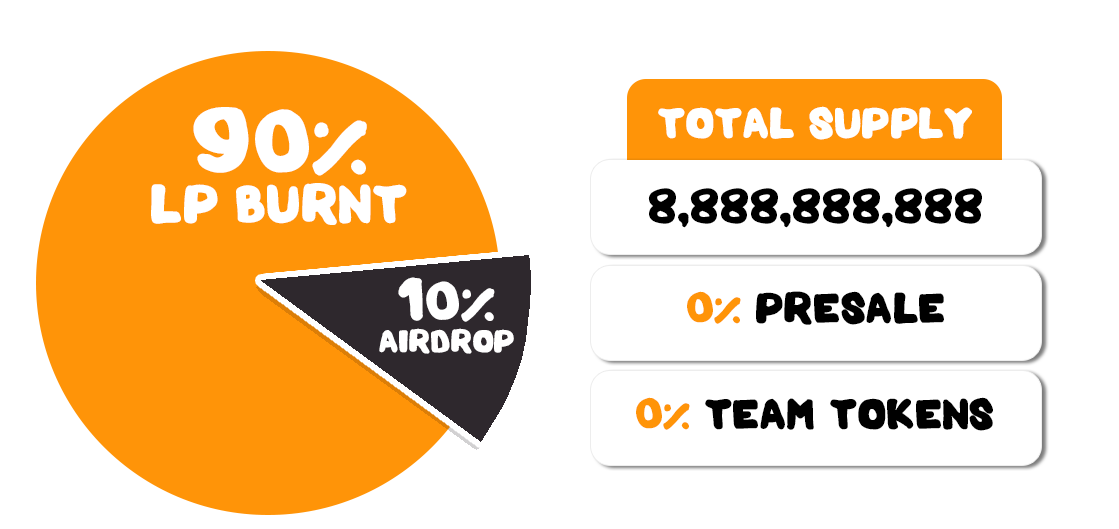 90%
LP BURNT
10%
AIRDROP
TOTAL SUPPLY
8,888,888,888
0% PRESALE
0% TEAM TOKENS